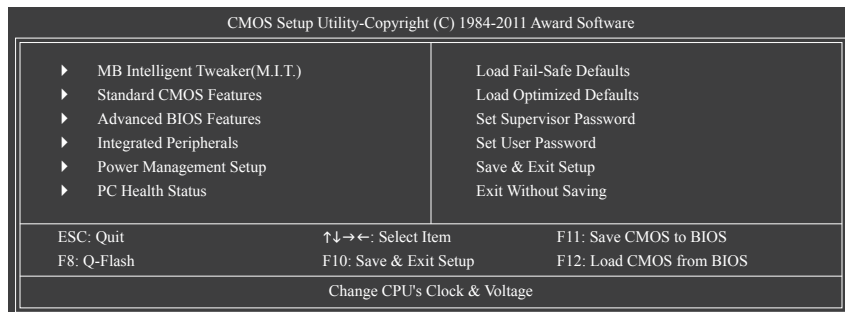 CMOS Setup Utility-Copyright (C) 1984-2011 Award Software
MB Intelligent Tweaker(M.I.T.)
Standard CMOS Features
Advanced BIOS Features
Integrated Peripherals
Power Management Setup
PC Health Status
Load Fail-Safe Defaults
Load Optimized Defaults
Set Supervisor Password
Set User Password
Save & Exit Setup
Exit Without Saving
ESC: Quit ↑↓→←: Select Item F11: Save CMOS to BIOS
F8: Q-Flash F10: Save & Exit Setup F12: Load CMOS from BIOS
Change CPU's Clock & Voltage